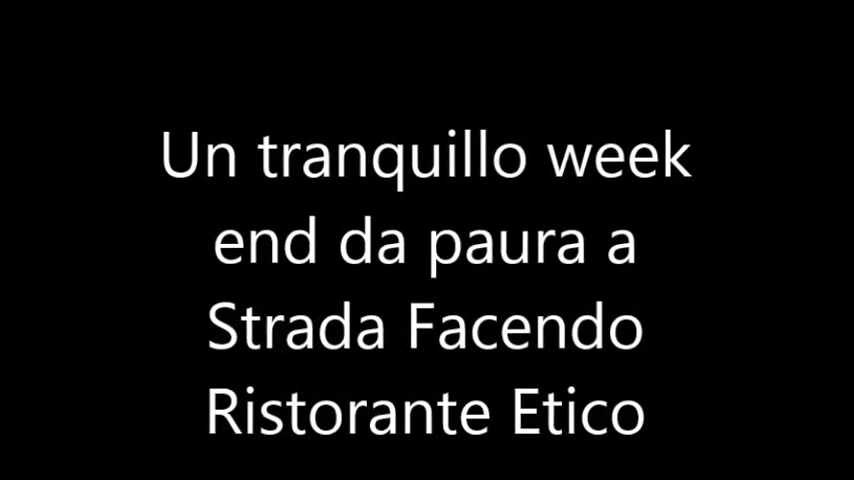 Un tranquillo week
end da paura a
Strada Facendo
Ristorante Etico